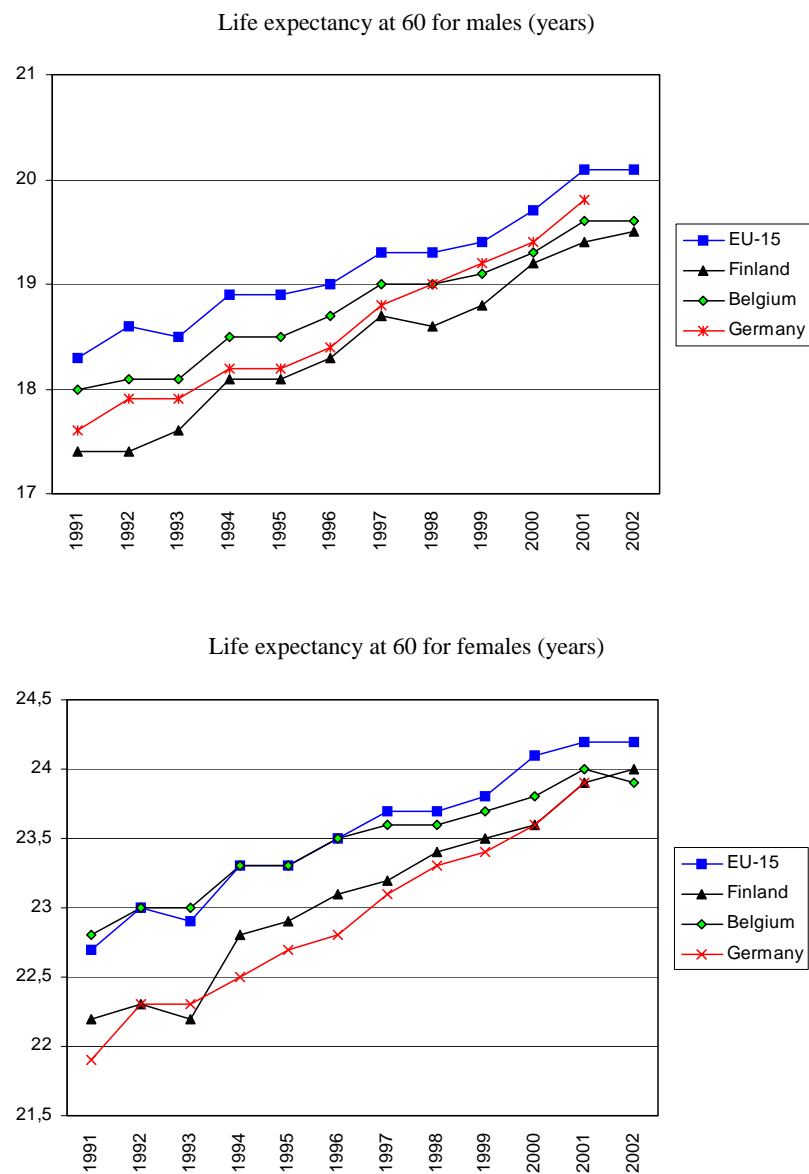 Life expectancy at 60 for males (years)
21
20
19
18
17
1991 1992 1993 1994 1995 1996 1997 1998 1999 2000 2001 2002
EU-15
Finland
Belgium
Germany
Life expectancy at 60 for females (years)
24,5
24
23,5
23
22,5
22
21,5
1991 1992 1993 1994 1995 1996 1997 1998 1999 2000 2001 2002
EU-15
Finland
Belgium
Germany